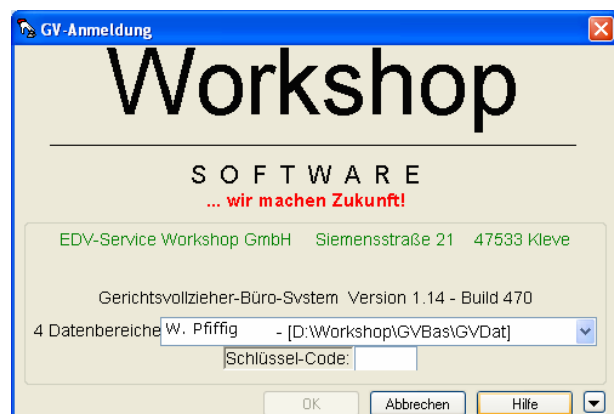 GV-Anmeldung
Workshop
SOFTWARE
... wir machen Zukunft!
EDV-Service Workshop GmbH Siemensstraße 21 47533 Kleve
Gerichtsvollzieher-Büro-System Version 1.14 - Build 470
4 Datenbereiche W. Pfiffig - [D:\Workshop\GVBas\GVDat]
Schlüssel-Code:
OK Abbrechen Hilfe